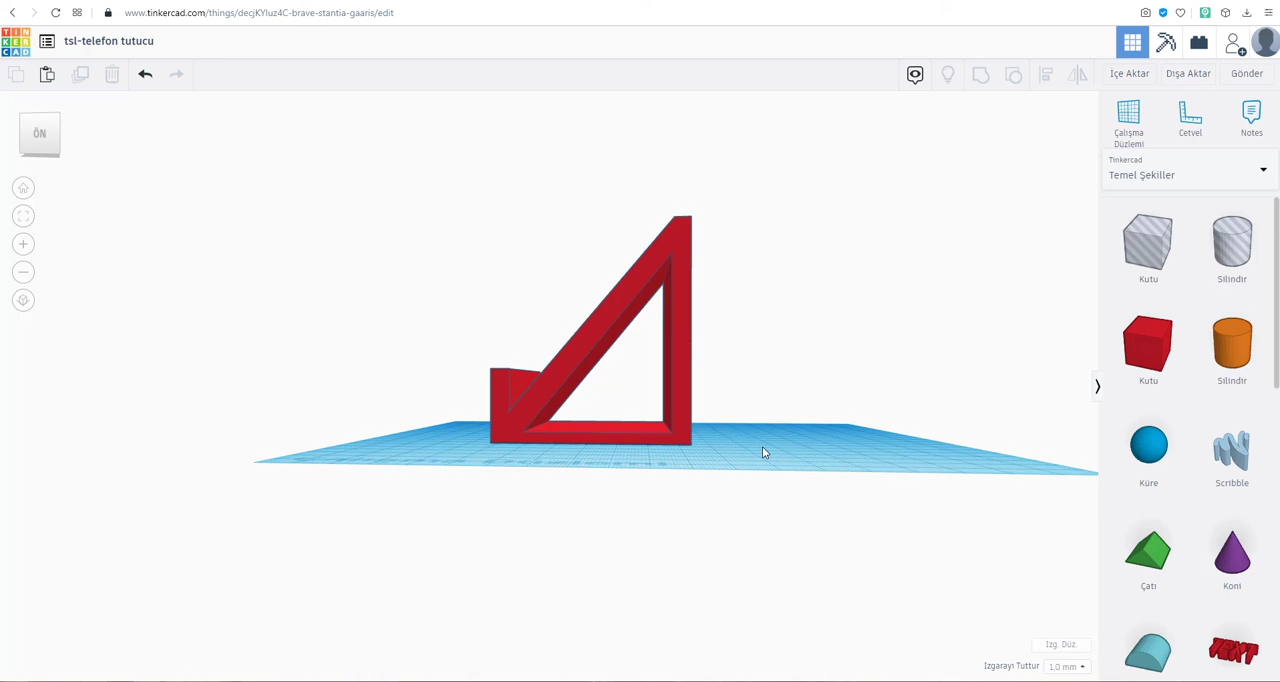 www.tinkercad.com/things/decjKYluz4C-brave-stantia-gaaris/edit
TIN
KER
CAD
tsl-telefon tutucu
İçe Aktar
Dışa Aktar
Gönder
ÖN
Çalışma
Düzlemi
Cetvel
Notes
Tinkercad
Temel Şekiller
Kutu
Silindir
Kutu
Silindir
Küre
Scribble
Çatı
Koni
TEXT
Izg. Düz.
Izgarayı Tuttur
1,0 mm